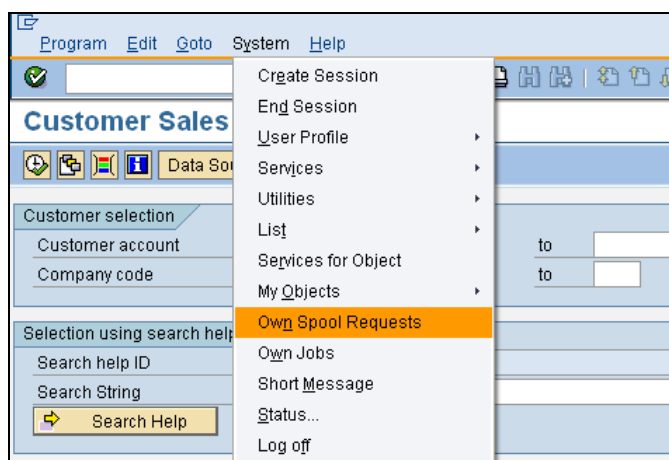 Program Edit Goto System Help
Create Session
End Session
Customer Sales
User Profile
Data Sou
Services
Utilities
Customer selection
List
Customer account
to
Services for Object
Company code
to
My Objects
Own Spool Requests
Selection using search help
Own Jobs
Search help ID
Short Message
Search String
Status...
Search Help
Log off